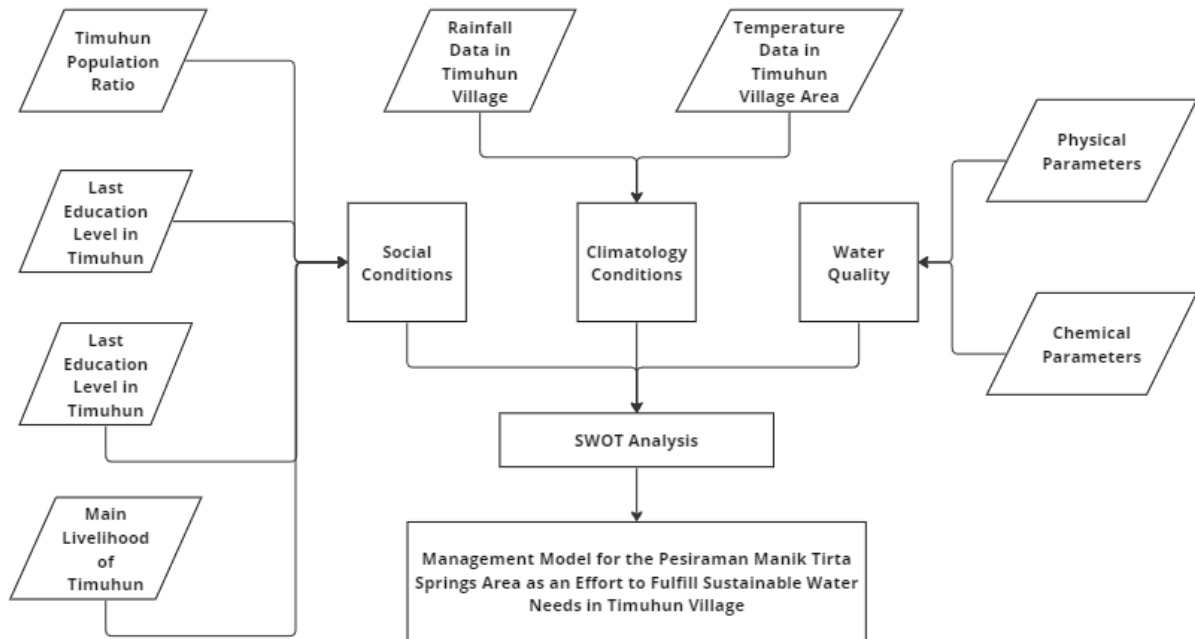 Timuhun
Population
Ratio
Rainfall
Data in
Timuhun
Village
Temperature
Data in
Timuhun
Village Area
Physical
Parameters
Last
Education
Level in
Timuhun
Social
Conditions
Climatology
Conditions
Water
Quality
Last
Education
Level in
Timuhun
Chemical
Parameters
SWOT Analysis
Main
Livelihood
of
Timuhun
Management Model for the Pesiraman Manik Tirta
Springs Area as an Effort to Fulfill Sustainable Water
Needs in Timuhun Village